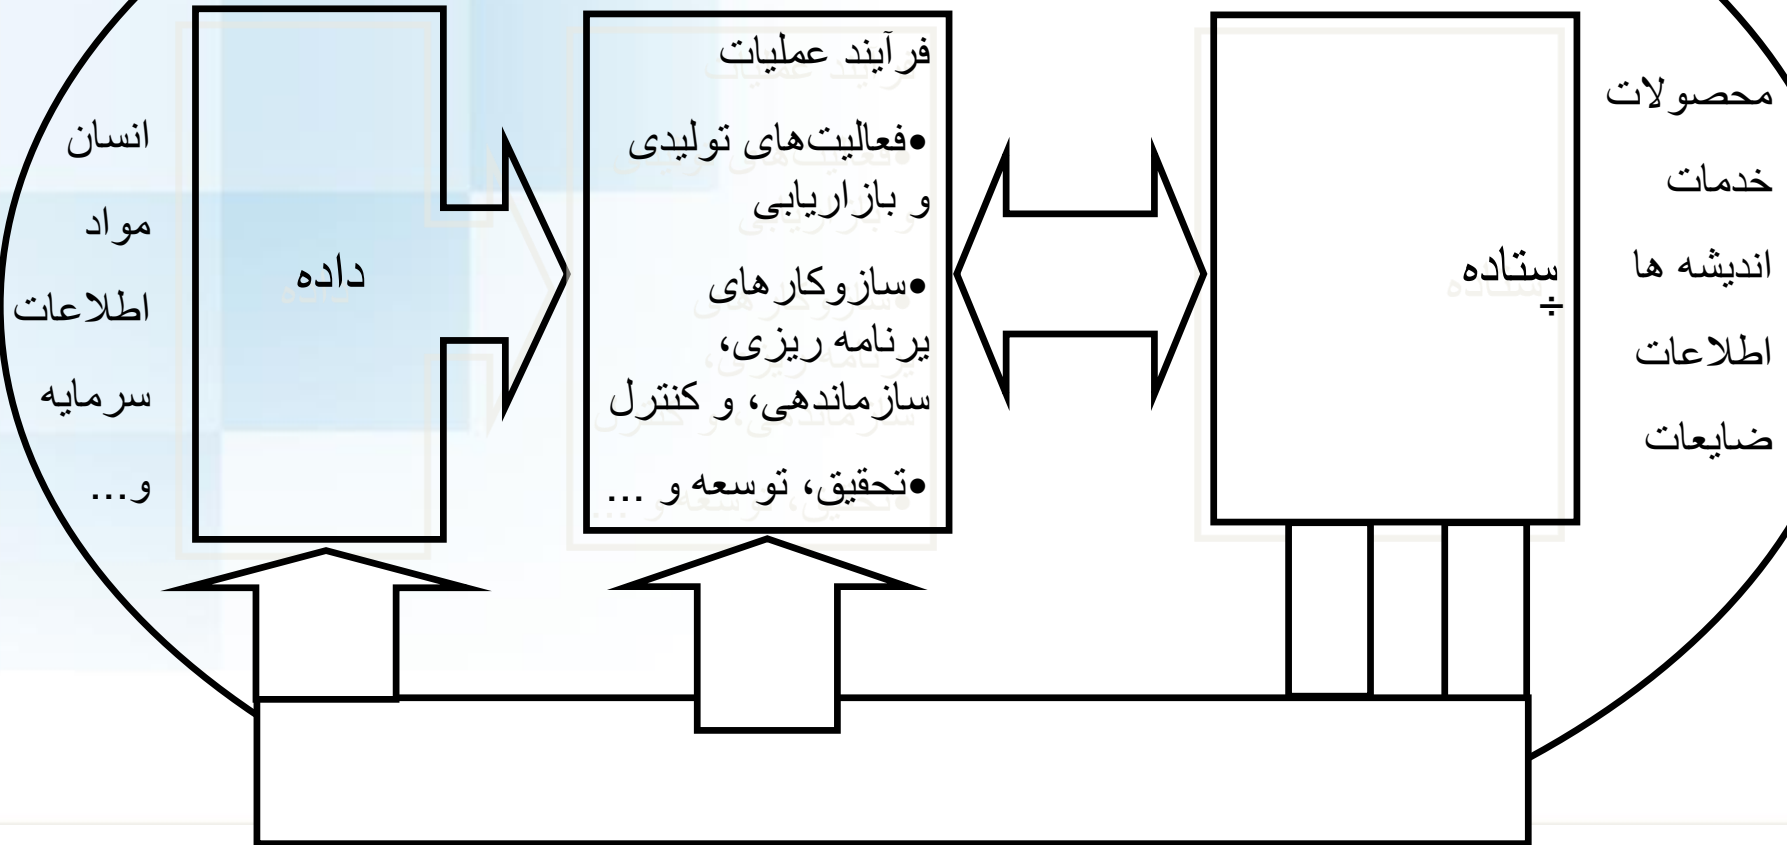 انسان
مواد
اطلاعات
سرمایه
و...
داده
فرآیند عملیات
•فعالیت‌های تولیدی
و بازاریابی
•سازوکارهای
یرنامه ریزی،
سازماندهی، و کنترل
•تحقیق، توسعه و ...
ستاده
÷
محصولات
خدمات
اندیشه ها
اطلاعات
ضایعات